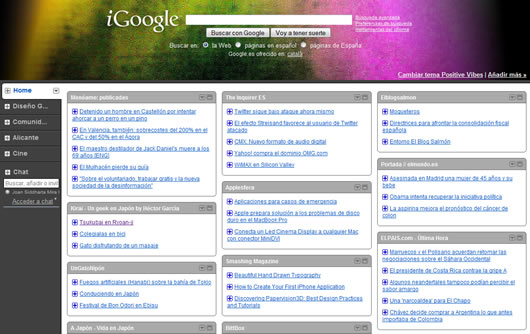 iGoogle
Búsqueda avanzada
Preferencias de búsqueda
Herramientas del idioma
Buscar con Google
Voy a tener suerte
Buscar en: la Web páginas en español páginas de España
Google es ofrecido en: català
Cambiar tema Positive Vibes | Añadir más »
Home
Diseño G...
Comunid...
Alicante
Cine
Chat
Buscar, añadir o invi
Acceder a chat
Menéame: publicadas
Detenido un hombre en Castellón por intentar
ahorcar a un perro en un pino
En Valencia, también: sobrecostes del 200% en el
CAC y del 50% en el Ágora
El maestro destilador de Jack Daniel's muere a los
69 años [ENG]
El Mulhacén pierde su guía
"Sobre el voluntariado, trabajar gratis y la nueva
sociedad de la desinformación"
Kirai - Un geek en Japón by Héctor García
Tsukubai en Ryoan-ji
Colegialas en bici
Gato disfrutando de un masaje
UnGatoNipón
Fuegos artificiales (Hanabi) sobre la bahía de Tokio
Conduciendo en Japón
Festival de Bon Odori en Ebisu
A Japón - Vida en Japón
The Inquirer ES
Twitter sigue bajo ataque ahora mismo
El efecto Streisand favorece al usuario de Twitter
atacado
CMX. Nuevo formato de audio digital
Yahoo! compra el dominio OMG.com
WiMAX en Silicon Valley
Applesfera
Aplicaciones para casos de emergencia
Apple prepara solución a los problemas de disco
duro en el MacBook Pro
Conecta un Led Cinema Display a cualquier Mac
con conector MiniDVI
Smashing Magazine
Beautiful Hand Drawn Typography
How to Create Your First iPhone Application
Discovering Papervision3D: Best Design Practices
and Tutorials
BitBox
Elblogsalmon
Moqueteros
Directrices para afrontar la consolidación fiscal
española
Entorno El Blog Salmón
Portada // elmundo.es
Asesinada en Madrid una mujer de 45 años y su
bebé
Obama intenta recuperar la iniciativa política
La aspirina mejora el pronóstico del cáncer de
colon
ELPAIS.com - Última Hora
Marruecos y el Polisario acuerdan retomar las
negociaciones sobre el Sáhara Occidental
El presidente de Costa Rica contrae la gripe A
Algunos neandertales tampoco podían percibir el
sabor amargo
Una 'narcoaldea' para El Chapo
Chávez decide comprar a Argentina lo que antes
importaba de Colombia